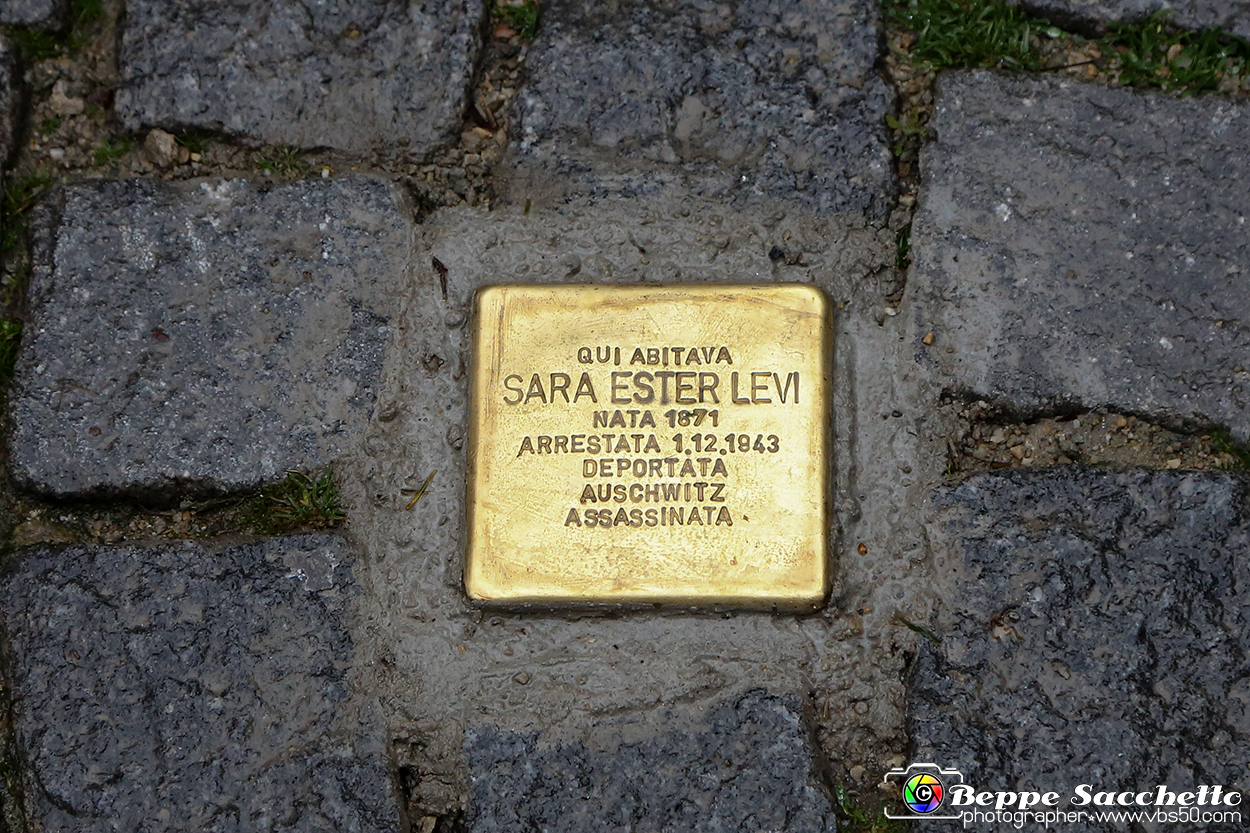 QUI ABITAVA
SARA ESTER LEVI
NATA 1871
ARRESTATA 1.12.1943
DEPORTATA
AUSCHWITZ
ASSASSINATA
© Beppe Sacchetto
photographer★www.vbs50.com